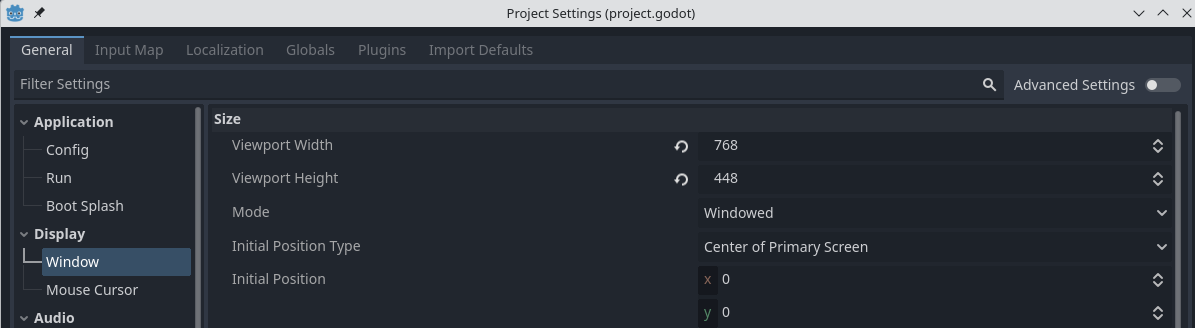 Project Settings (project.godot)
General Input Map Localization Globals Plugins Import Defaults
Filter Settings Advanced Settings
Application
Config
Run
Boot Splash
Display
Window
Mouse Cursor
Audio
Size
Viewport Width 768
Viewport Height 448
Mode Windowed
Initial Position Type Center of Primary Screen
Initial Position x 0
y 0